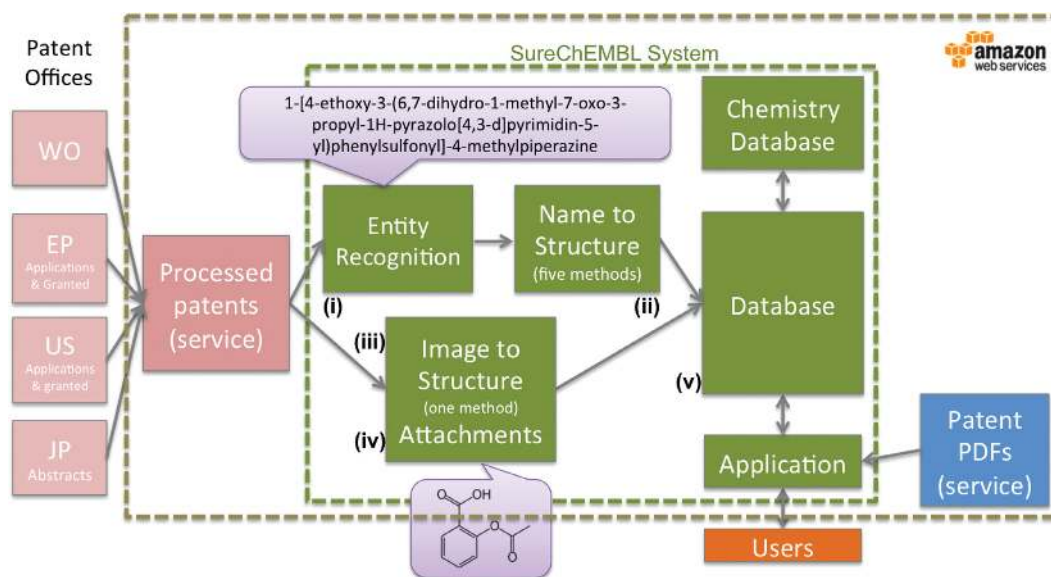 Patent
Offices
WO
EP
Applications
& Granted
US
Applications
& granted
JP
Abstracts
Processed
patents
(service)
SureChEMBL System
amazon
web services
1-[4-ethoxy-3-(6,7-dihydro-1-methyl-7-oxo-3-
propyl-1H-pyrazolo[4,3-d]pyrimidin-5-
yl)phenylsulfonyl]-4-methylpiperazine
Entity
Recognition
(i)
Name to
Structure
(five methods)
(ii)
(iii)
Image to
Structure
(one method)
(iv)
Attachments
Chemistry
Database
Database
(v)
Application
Patent
PDFs
(service)
Users
O
OH
O
O